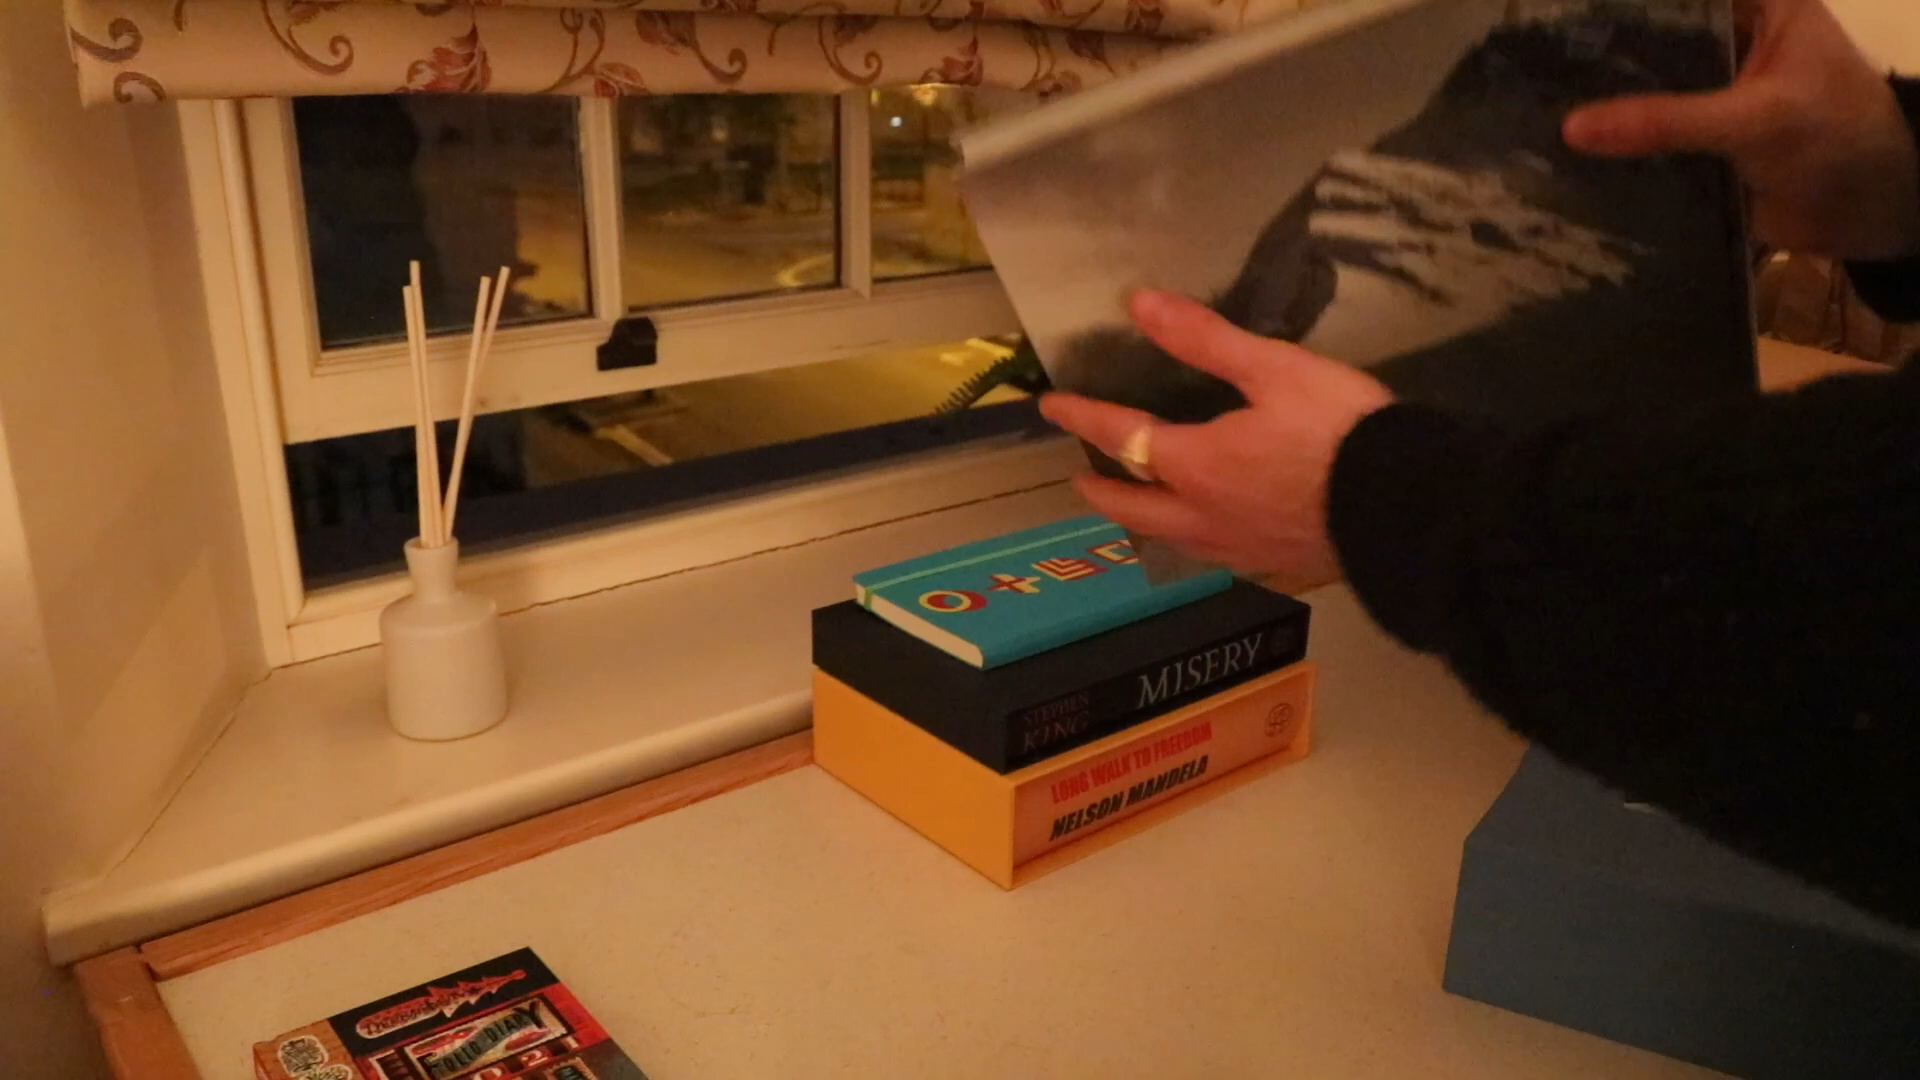 STEPHEN
KING
MISERY
LONG WALK TO FREEDOM
NELSON MANDELA
FOLIO DIARY